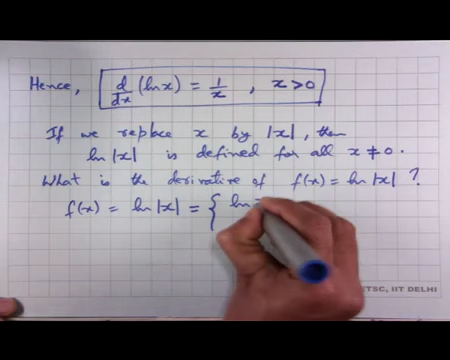 Hence, d/dx (ln x) = 1/x , x > 0
If we replace x by |x|, then
ln |x| is defined for all x ≠ 0.
What is the derivative of f(x) = ln |x| ?
f(x) = ln |x| = { ln
ETSC, IIT DELHI